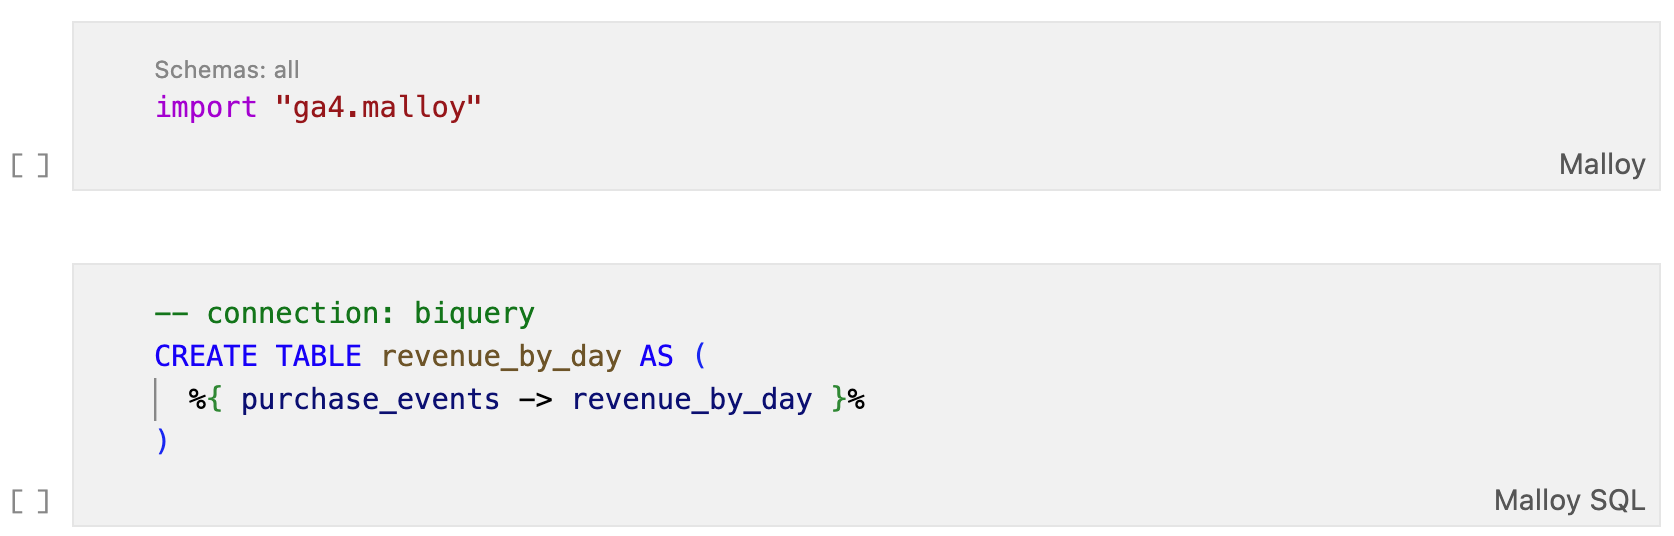 Schemas: all
import "ga4.malloy"
[ ]
Malloy
-- connection: biquery
CREATE TABLE revenue_by_day AS (
%{ purchase_events -> revenue_by_day }%
)
[ ]
Malloy SQL